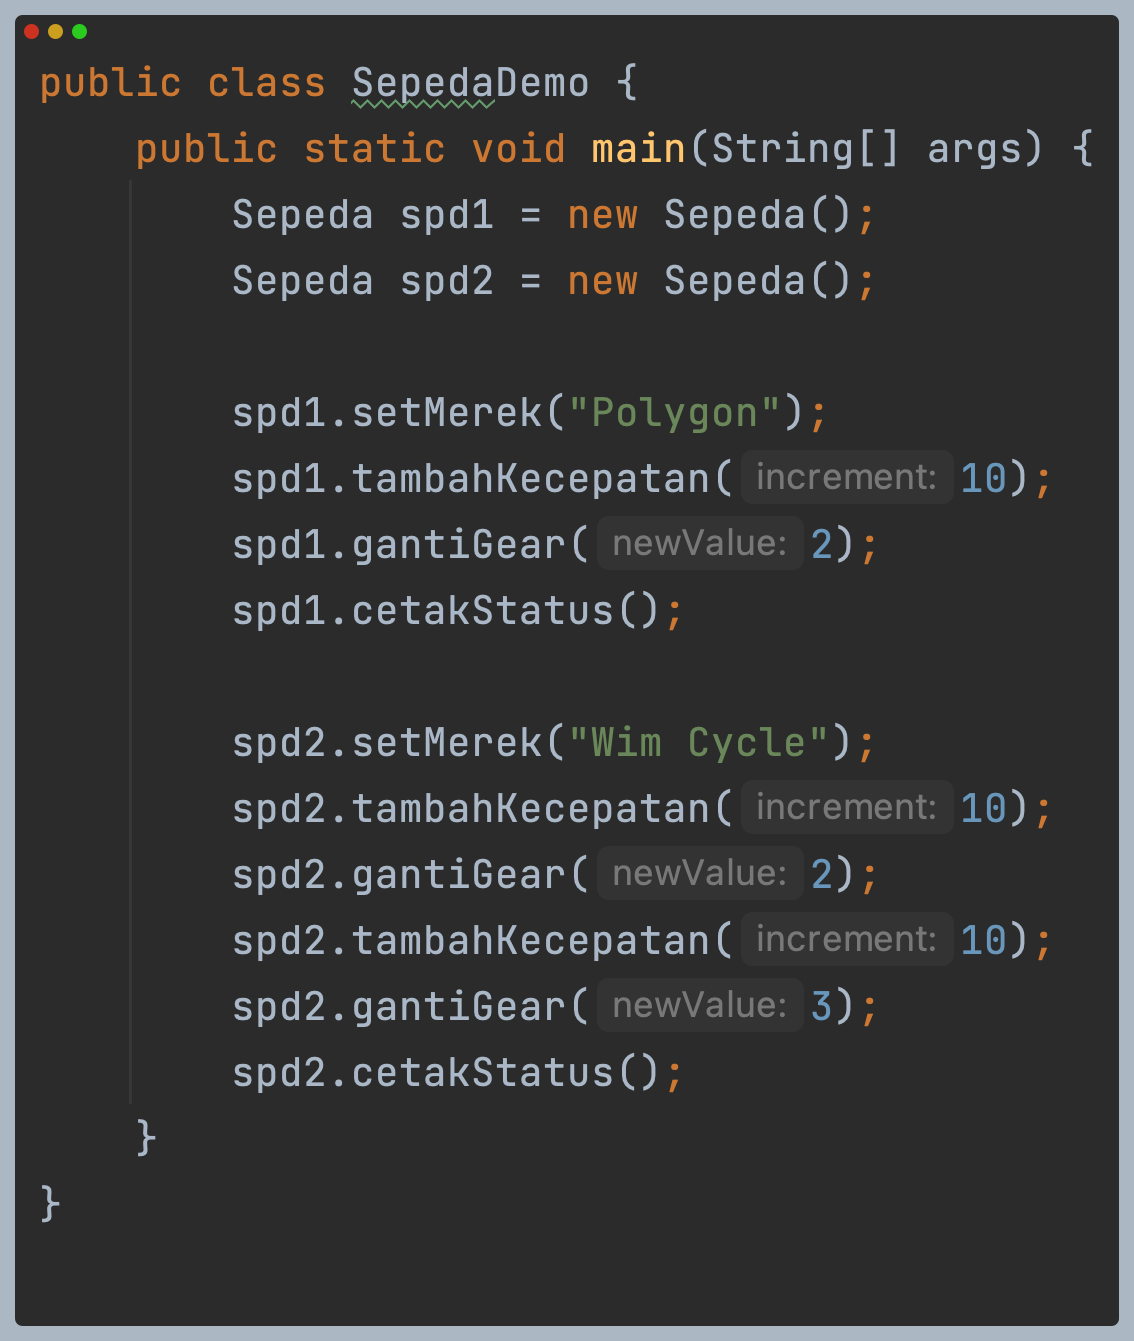 public class SepedaDemo {
    public static void main(String[] args) {
        Sepeda spd1 = new Sepeda();
        Sepeda spd2 = new Sepeda();

        spd1.setMerek("Polygon");
        spd1.tambahKecepatan( increment: 10);
        spd1.gantiGear( newValue: 2);
        spd1.cetakStatus();

        spd2.setMerek("Wim Cycle");
        spd2.tambahKecepatan( increment: 10);
        spd2.gantiGear( newValue: 2);
        spd2.tambahKecepatan( increment: 10);
        spd2.gantiGear( newValue: 3);
        spd2.cetakStatus();
    }
}